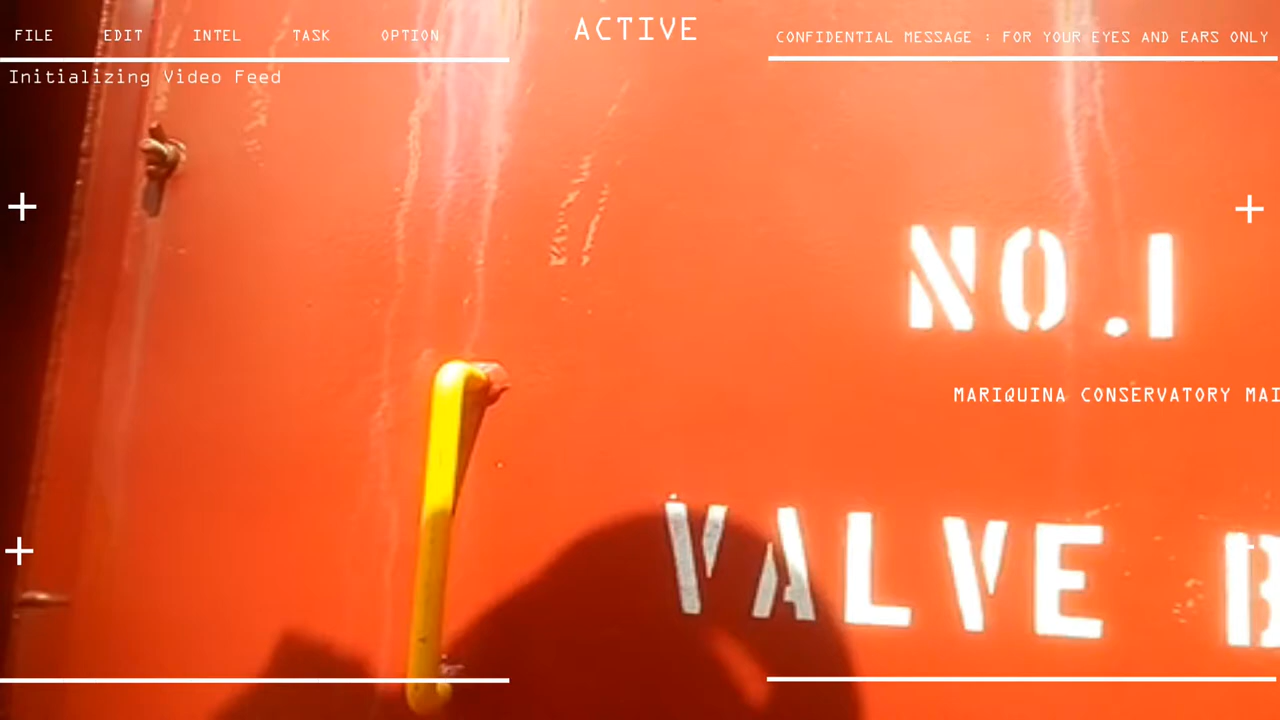 FILE EDIT INTEL TASK OPTION
ACTIVE
CONFIDENTIAL MESSAGE : FOR YOUR EYES AND EARS ONLY
Initializing Video Feed
NO.1
MARIQUINA CONSERVATORY MAI
VALVE B